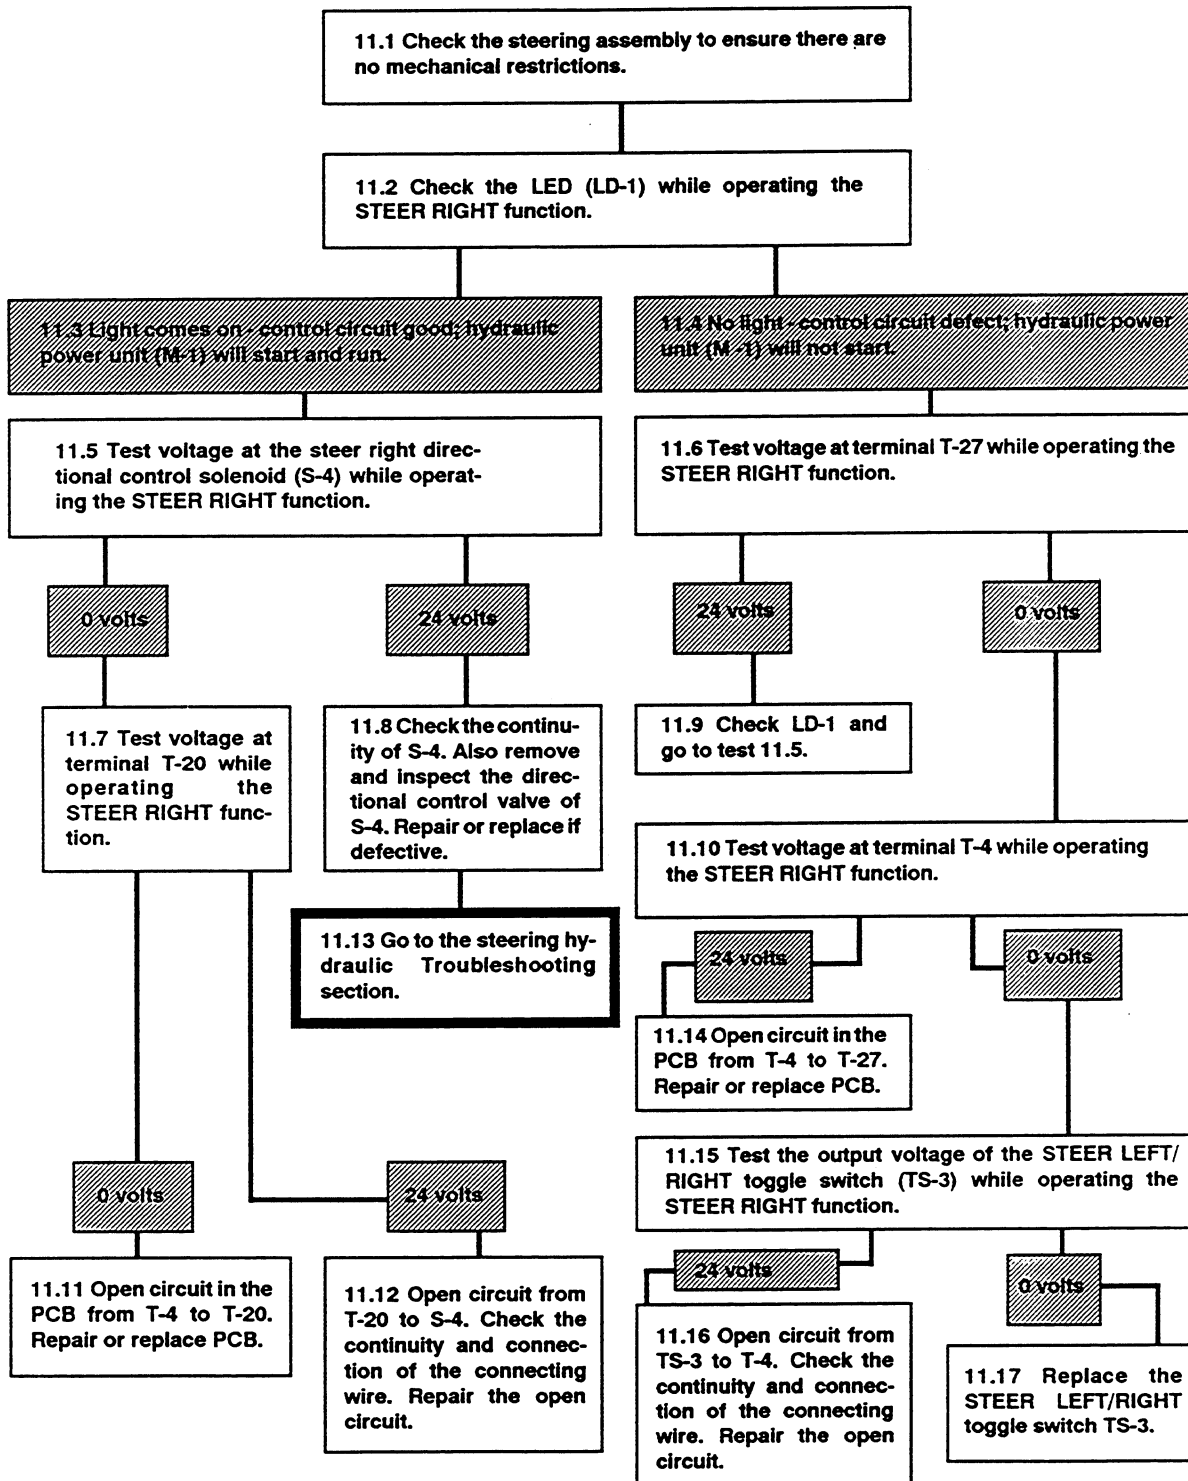 11.1 Check the steering assembly to ensure there are
no mechanical restrictions.
11.2 Check the LED (LD-1) while operating the
STEER RIGHT function.
11.3 Light comes on - control circuit good; hydraulic
power unit (M-1) will start and run.
11.4 No light - control circuit defect; hydraulic power
unit (M -1) will not start.
11.5 Test voltage at the steer right direc-
tional control solenoid (S-4) while operat-
ing the STEER RIGHT function.
11.6 Test voltage at terminal T-27 while operating the
STEER RIGHT function.
0 volts
24 volts
24 volts
0 volts
11.7 Test voltage at
terminal T-20 while
operating the
STEER RIGHT func-
tion.
11.8 Check the continu-
ity of S-4. Also remove
and inspect the direc-
tional control valve of
S-4. Repair or replace if
defective.
11.9 Check LD-1 and
go to test 11.5.
11.10 Test voltage at terminal T-4 while operating
the STEER RIGHT function.
11.13 Go to the steering hy-
draulic Troubleshooting
section.
24 volts
0 volts
11.14 Open circuit in the
PCB from T-4 to T-27.
Repair or replace PCB.
11.15 Test the output voltage of the STEER LEFT/
RIGHT toggle switch (TS-3) while operating the
STEER RIGHT function.
0 volts
24 volts
24 volts
0 volts
11.11 Open circuit in the
PCB from T-4 to T-20.
Repair or replace PCB.
11.12 Open circuit from
T-20 to S-4. Check the
continuity and connec-
tion of the connecting
wire. Repair the open
circuit.
11.16 Open circuit from
TS-3 to T-4. Check the
continuity and connec-
tion of the connecting
wire. Repair the open
circuit.
11.17 Replace the
STEER LEFT/RIGHT
toggle switch TS-3.